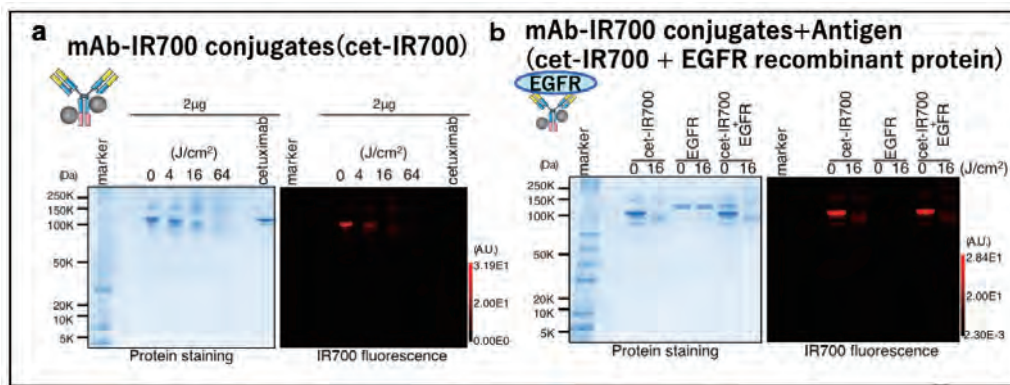 a
mAb-IR700 conjugates(cet-IR700)
2μg
2μg
marker
(J/cm²)
cetuximab
marker
(J/cm²)
cetuximab
(Da)
0 4 16 64
0 4 16 64
250K
150K
100K
50K
20K
10K
5K
(A.U.)
3.19E1
2.00E1
0.00E0
Protein staining
IR700 fluorescence
b
mAb-IR700 conjugates+Antigen
(cet-IR700 + EGFR recombinant protein)
EGFR
marker
cet-IR700
EGFR
cet-IR700
+
EGFR
marker
cet-IR700
EGFR
cet-IR700
+
EGFR
(Da)
0 16 0 16 0 16
0 16 0 16 0 16 (J/cm²)
250K
150K
100K
50K
20K
10K
5K
(A.U.)
2.84E1
2.00E1
2.30E-3
Protein staining
IR700 fluorescence